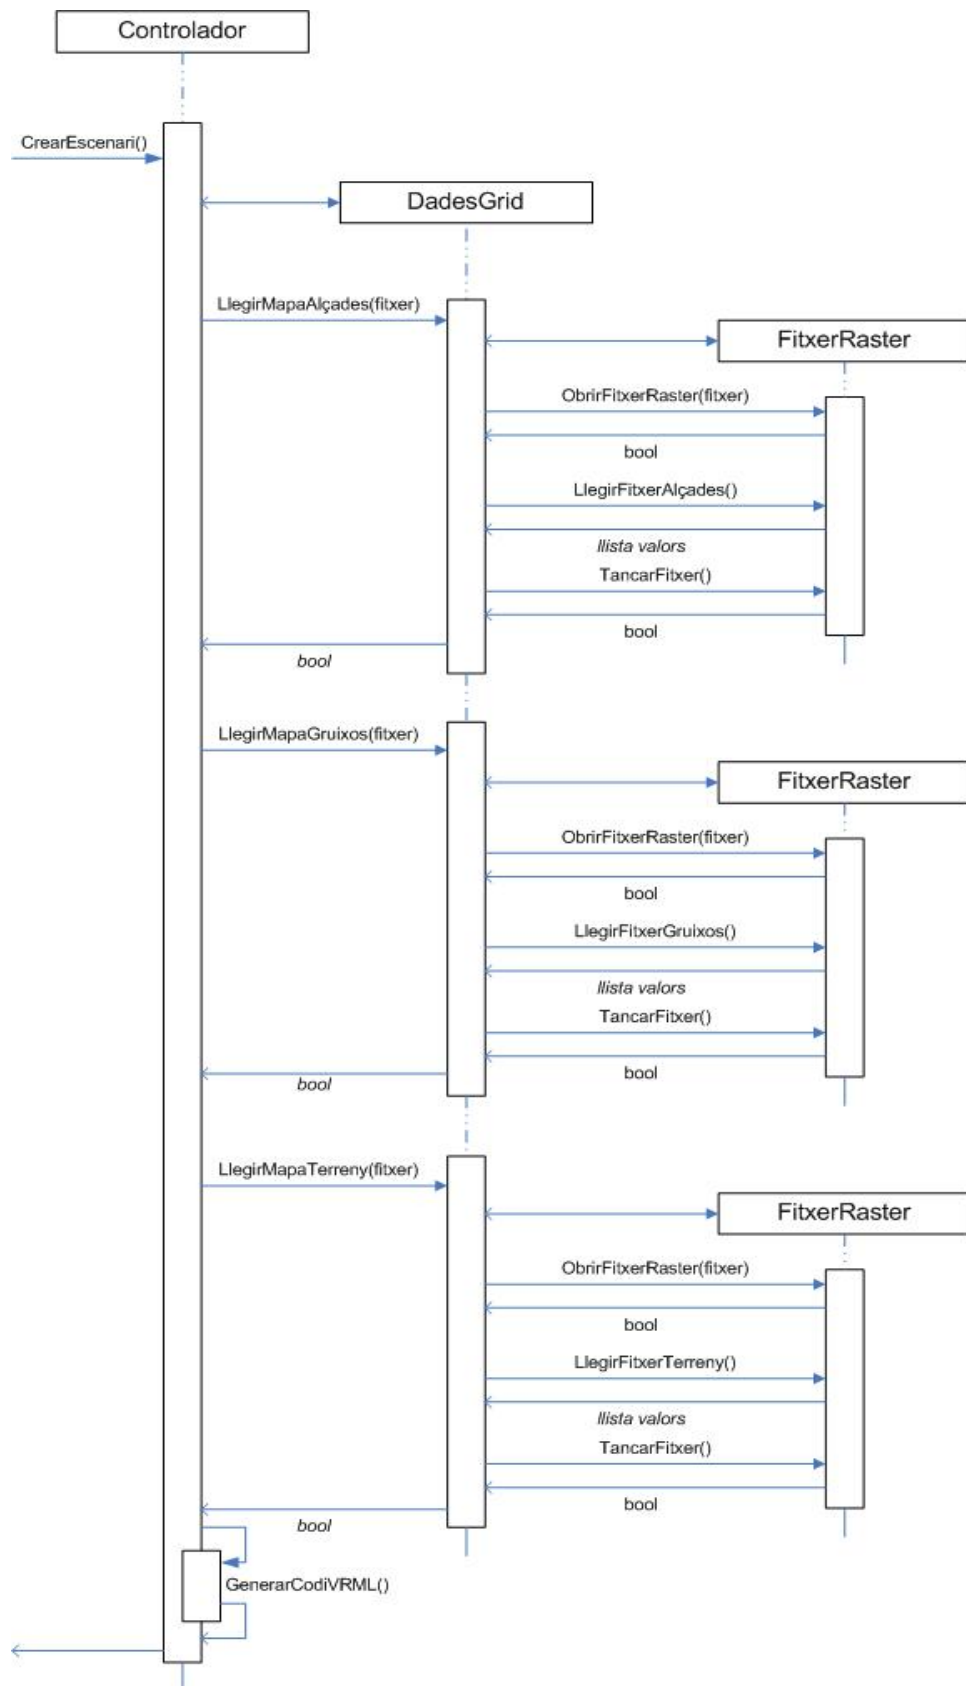 Controlador
CrearEscenari()
DadesGrid
LlegirMapaAlçades(fitxer)
FitxerRaster
ObrirFitxerRaster(fitxer)
bool
LlegirFitxerAlçades()
llista valors
TancarFitxer()
bool
bool
LlegirMapaGruixos(fitxer)
FitxerRaster
ObrirFitxerRaster(fitxer)
bool
LlegirFitxerGruixos()
llista valors
TancarFitxer()
bool
bool
LlegirMapaTerreny(fitxer)
FitxerRaster
ObrirFitxerRaster(fitxer)
bool
LlegirFitxerTerreny()
llista valors
TancarFitxer()
bool
bool
GenerarCodiVRML()